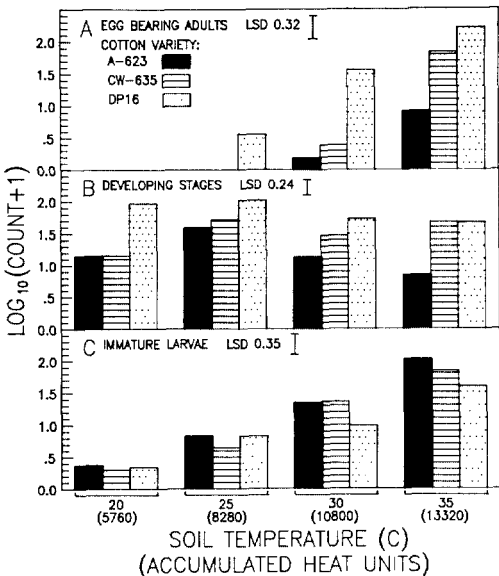 A EGG BEARING ADULTS LSD 0.32
COTTON VARIETY:
A-623
CW-635
DP16
2.0
1.5
1.0
.5
.0
B DEVELOPING STAGES LSD 0.24
2.0
1.5
1.0
.5
.0
C IMMATURE LARVAE LSD 0.35
2.0
1.5
1.0
.5
.0
LOG10(COUNT+1)
20 25 30 35
(5760) (8280) (10800) (13320)
SOIL TEMPERATURE (C)
(ACCUMULATED HEAT UNITS)